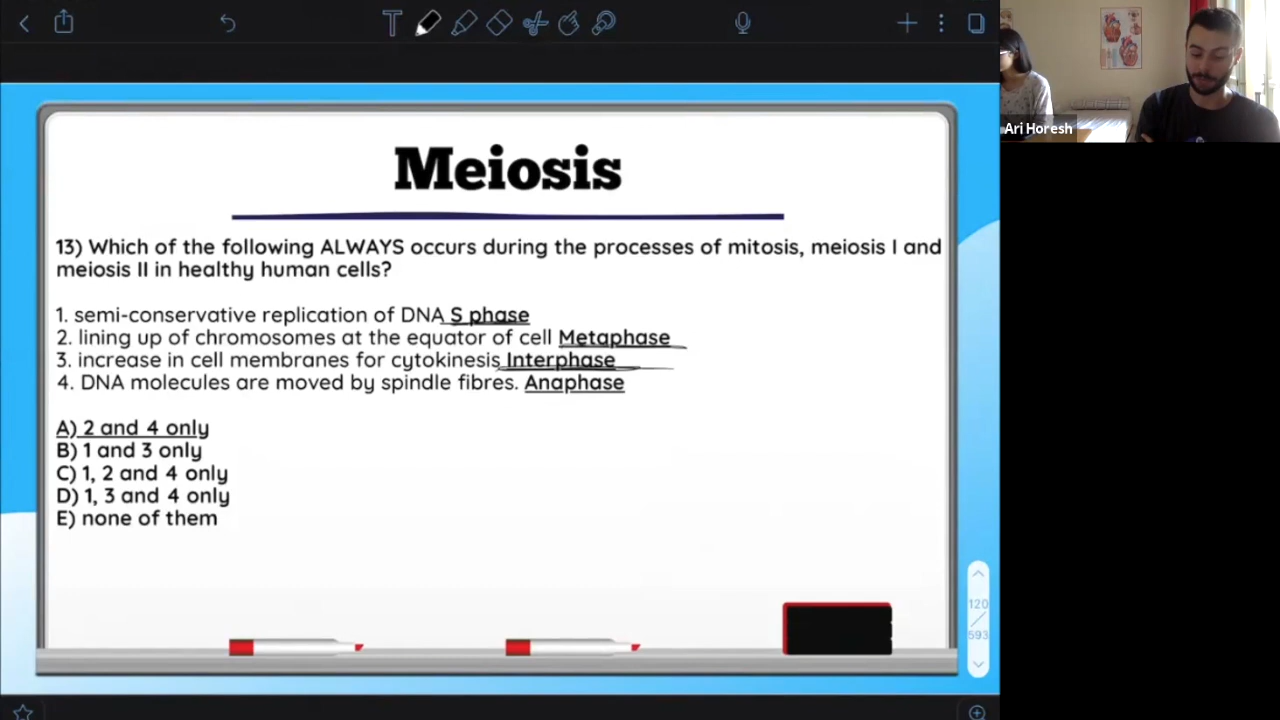 T
Ari Horesh
Meiosis
13) Which of the following ALWAYS occurs during the processes of mitosis, meiosis I and
meiosis II in healthy human cells?
1. semi-conservative replication of DNA S phase
2. lining up of chromosomes at the equator of cell Metaphase
3. increase in cell membranes for cytokinesis Interphase
4. DNA molecules are moved by spindle fibres. Anaphase
A) 2 and 4 only
B) 1 and 3 only
C) 1, 2 and 4 only
D) 1, 3 and 4 only
E) none of them
120
/
593